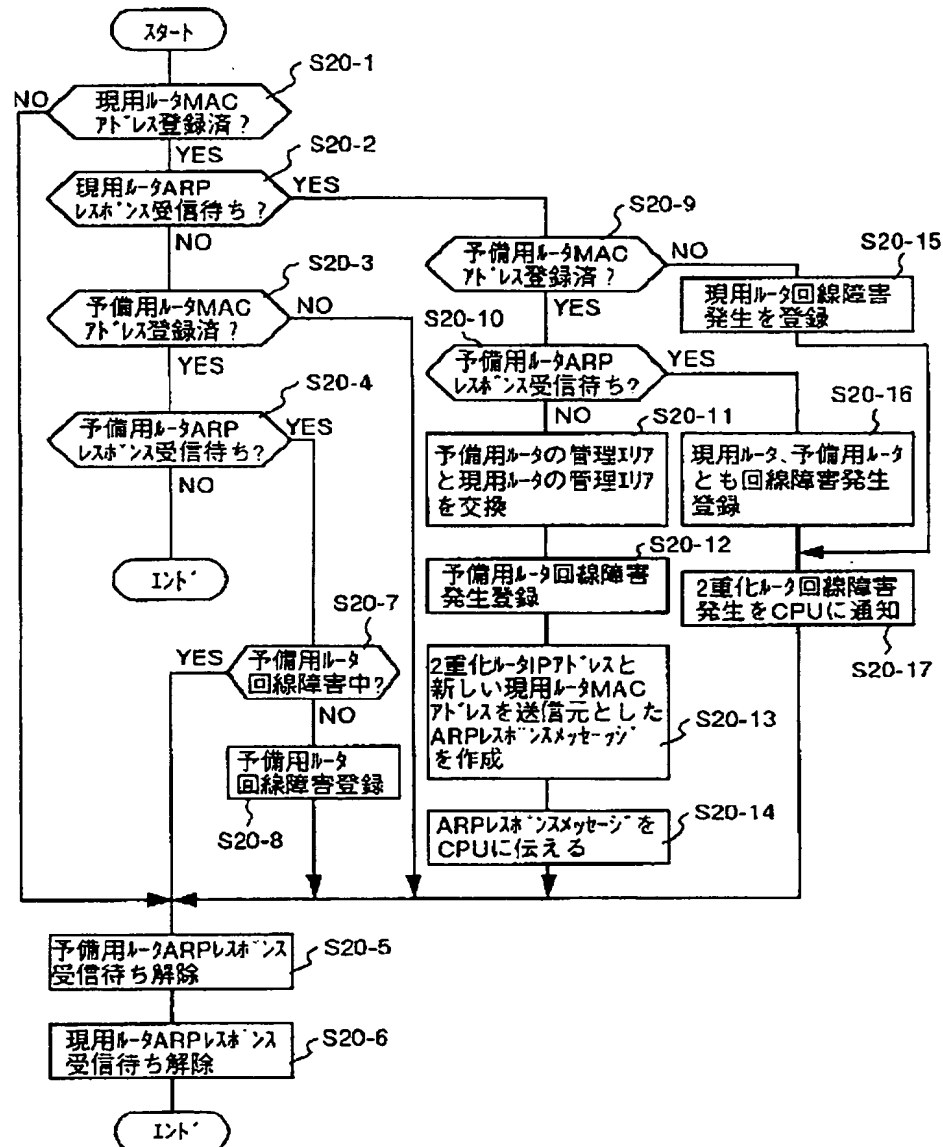 スタート
S20-1
NO
現用ルータMAC
アドレス登録済?
YES
S20-2
現用ルータARP
レスポンス受信待ち?
YES
NO
S20-3
予備用ルータMAC
アドレス登録済?
NO
YES
S20-4
予備用ルータARP
レスポンス受信待ち?
YES
NO
エンド
S20-9
予備用ルータMAC
アドレス登録済?
NO
YES
S20-15
現用ルータ回線障害
発生を登録
S20-10
予備用ルータARP
レスポンス受信待ち?
YES
NO
S20-11
予備用ルータの管理エリア
と現用ルータの管理エリア
を交換
S20-16
現用ルータ、予備用ルータ
とも回線障害発生
登録
S20-12
予備用ルータ回線障害
発生登録
2重化ルータ回線障害
発生をCPUに通知
S20-17
S20-7
YES
予備用ルータ
回線障害中?
NO
2重化ルータIPアドレスと
新しい現用ルータMAC
アドレスを送信元とした
ARPレスポンスメッセーッジ
を作成
S20-13
予備用ルータ
回線障害登録
S20-8
ARPレスポンスメッセージを
CPUに伝える
S20-14
予備用ルータARPレスポンス
受信待ち解除
S20-5
現用ルータARPレスポンス
受信待ち解除
S20-6
エンド